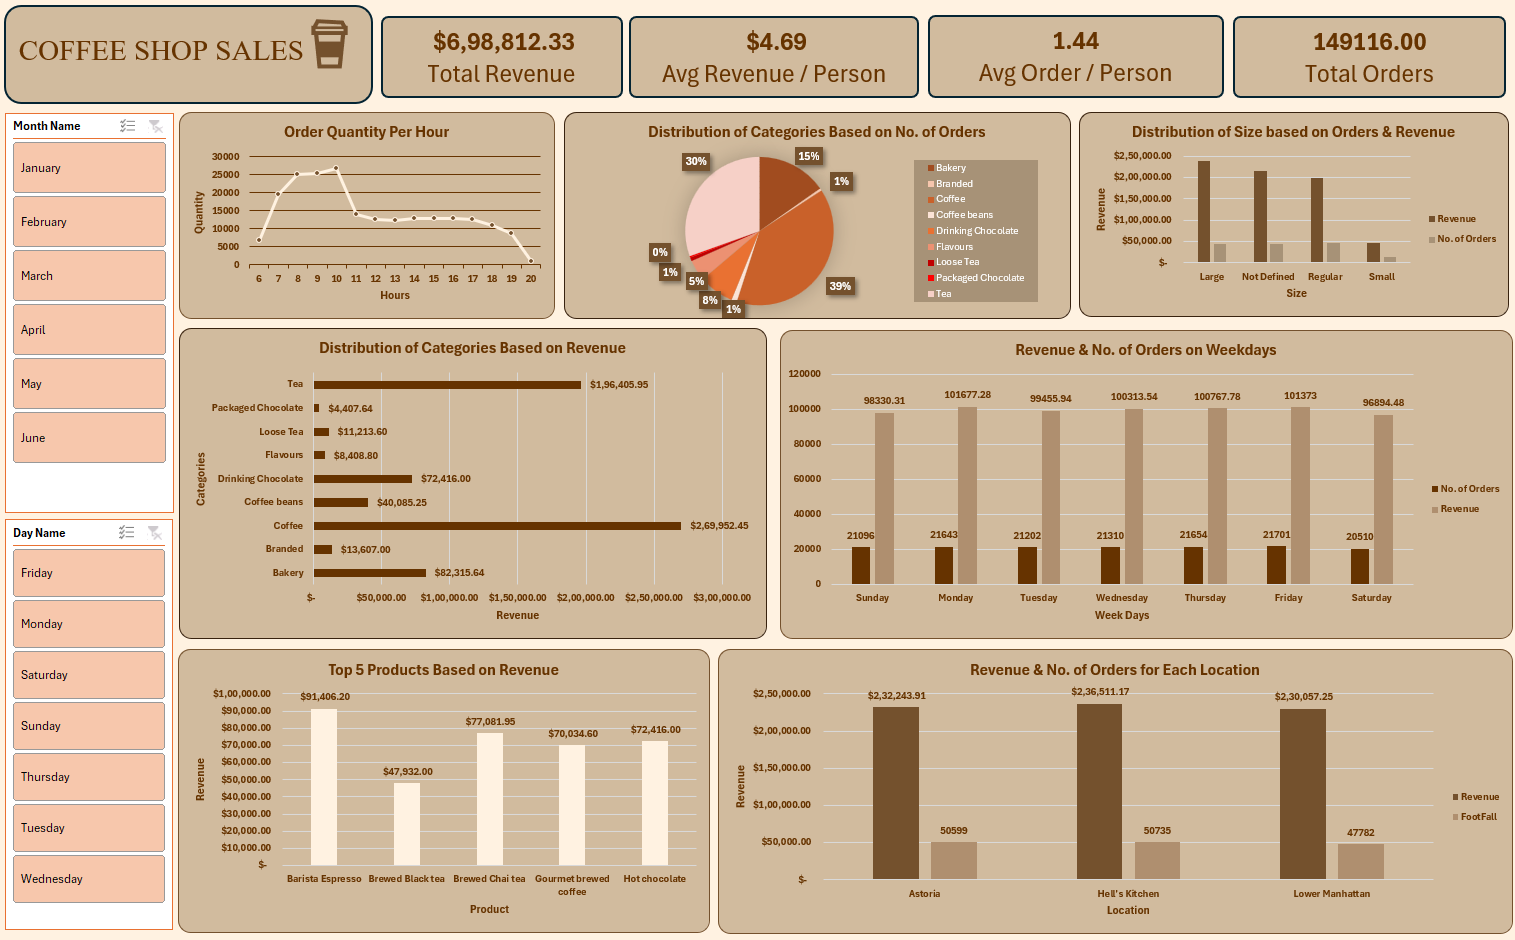 COFFEE SHOP SALES
$6,98,812.33
Total Revenue
$4.69
Avg Revenue / Person
1.44
Avg Order / Person
149116.00
Total Orders
Month Name
January
February
March
April
May
June
Day Name
Friday
Monday
Saturday
Sunday
Thursday
Tuesday
Wednesday
Order Quantity Per Hour
30000
25000
20000
15000
10000
5000
0
Quantity
6 7 8 9 10 11 12 13 14 15 16 17 18 19 20
Hours
Distribution of Categories Based on No. of Orders
30%
15%
1%
0%
1%
5%
8%
1%
39%
Bakery
Branded
Coffee
Coffee beans
Drinking Chocolate
Flavours
Loose Tea
Packaged Chocolate
Tea
Distribution of Size based on Orders & Revenue
$2,50,000.00
$2,00,000.00
$1,50,000.00
$1,00,000.00
$50,000.00
$-
Revenue
Large Not Defined Regular Small
Size
Revenue
No. of Orders
Distribution of Categories Based on Revenue
Categories
Tea $1,96,405.95
Packaged Chocolate $4,407.64
Loose Tea $11,213.60
Flavours $8,408.80
Drinking Chocolate $72,416.00
Coffee beans $40,085.25
Coffee $2,69,952.45
Branded $13,607.00
Bakery $82,315.64
$- $50,000.00 $1,00,000.00 $1,50,000.00 $2,00,000.00 $2,50,000.00 $3,00,000.00
Revenue
Revenue & No. of Orders on Weekdays
120000
100000
80000
60000
40000
20000
0
98330.31 101677.28 99455.94 100313.54 100767.78 101373 96894.48
21096 21643 21202 21310 21654 21701 20510
Sunday Monday Tuesday Wednesday Thursday Friday Saturday
Week Days
No. of Orders
Revenue
Top 5 Products Based on Revenue
$1,00,000.00
$90,000.00
$80,000.00
$70,000.00
$60,000.00
$50,000.00
$40,000.00
$30,000.00
$20,000.00
$10,000.00
$-
Revenue
$91,406.20
$47,932.00
$77,081.95
$70,034.60
$72,416.00
Barista Espresso Brewed Black tea Brewed Chai tea Gourmet brewed coffee Hot chocolate
Product
Revenue & No. of Orders for Each Location
$2,50,000.00
$2,00,000.00
$1,50,000.00
$1,00,000.00
$50,000.00
$-
Revenue
$2,32,243.91 $2,36,511.17 $2,30,057.25
50599 50735 47782
Astoria Hell's Kitchen Lower Manhattan
Location
Revenue
FootFall